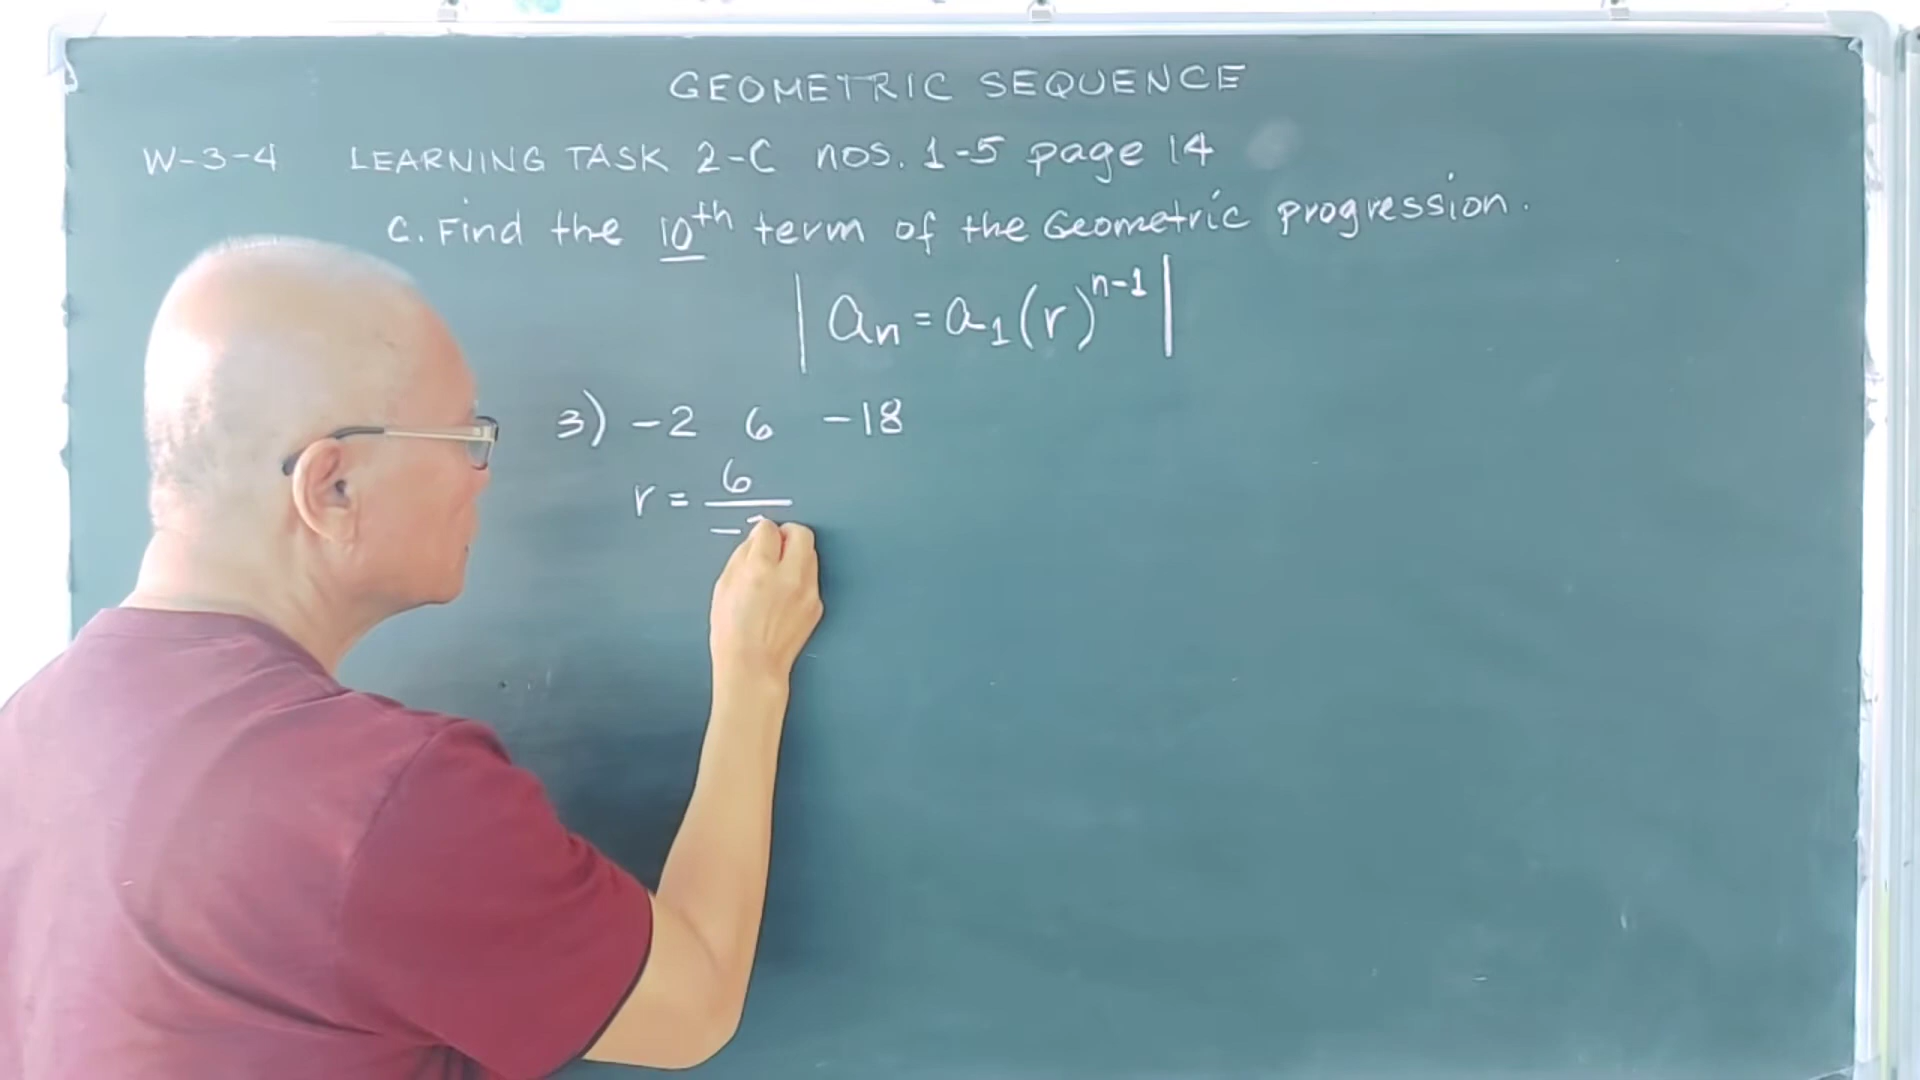 GEOMETRIC SEQUENCE
W-3-4 LEARNING TASK 2-C nos. 1-5 page 14
C. Find the 10th term of the Geometric progression.
|an = a1(r)^n-1|
3) -2 6 -18
r = 6
-